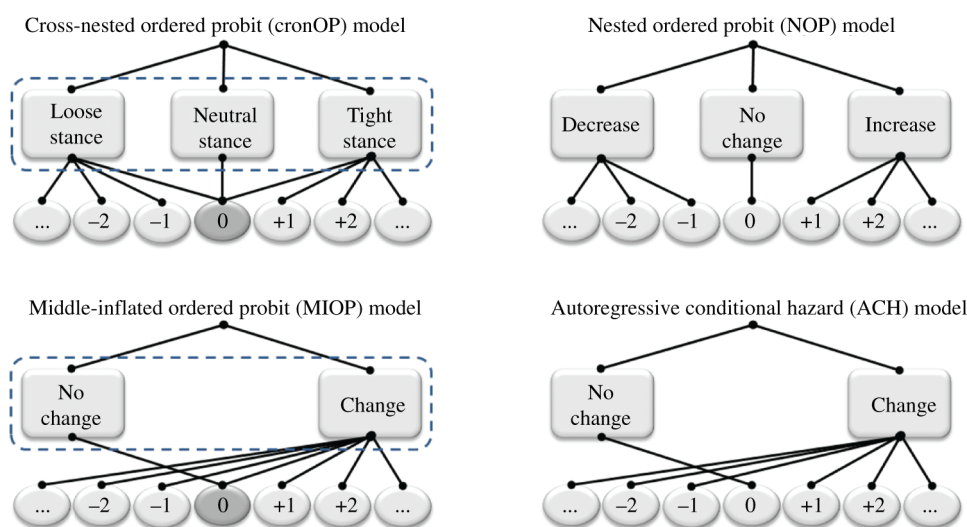 Cross-nested ordered probit (cronOP) model
Loose
stance
Neutral
stance
Tight
stance
... –2 –1 0 +1 +2 ...
Nested ordered probit (NOP) model
Decrease
No
change
Increase
... –2 –1 0 +1 +2 ...
Middle-inflated ordered probit (MIOP) model
No
change
Change
... –2 –1 0 +1 +2 ...
Autoregressive conditional hazard (ACH) model
No
change
Change
... –2 –1 0 +1 +2 ...